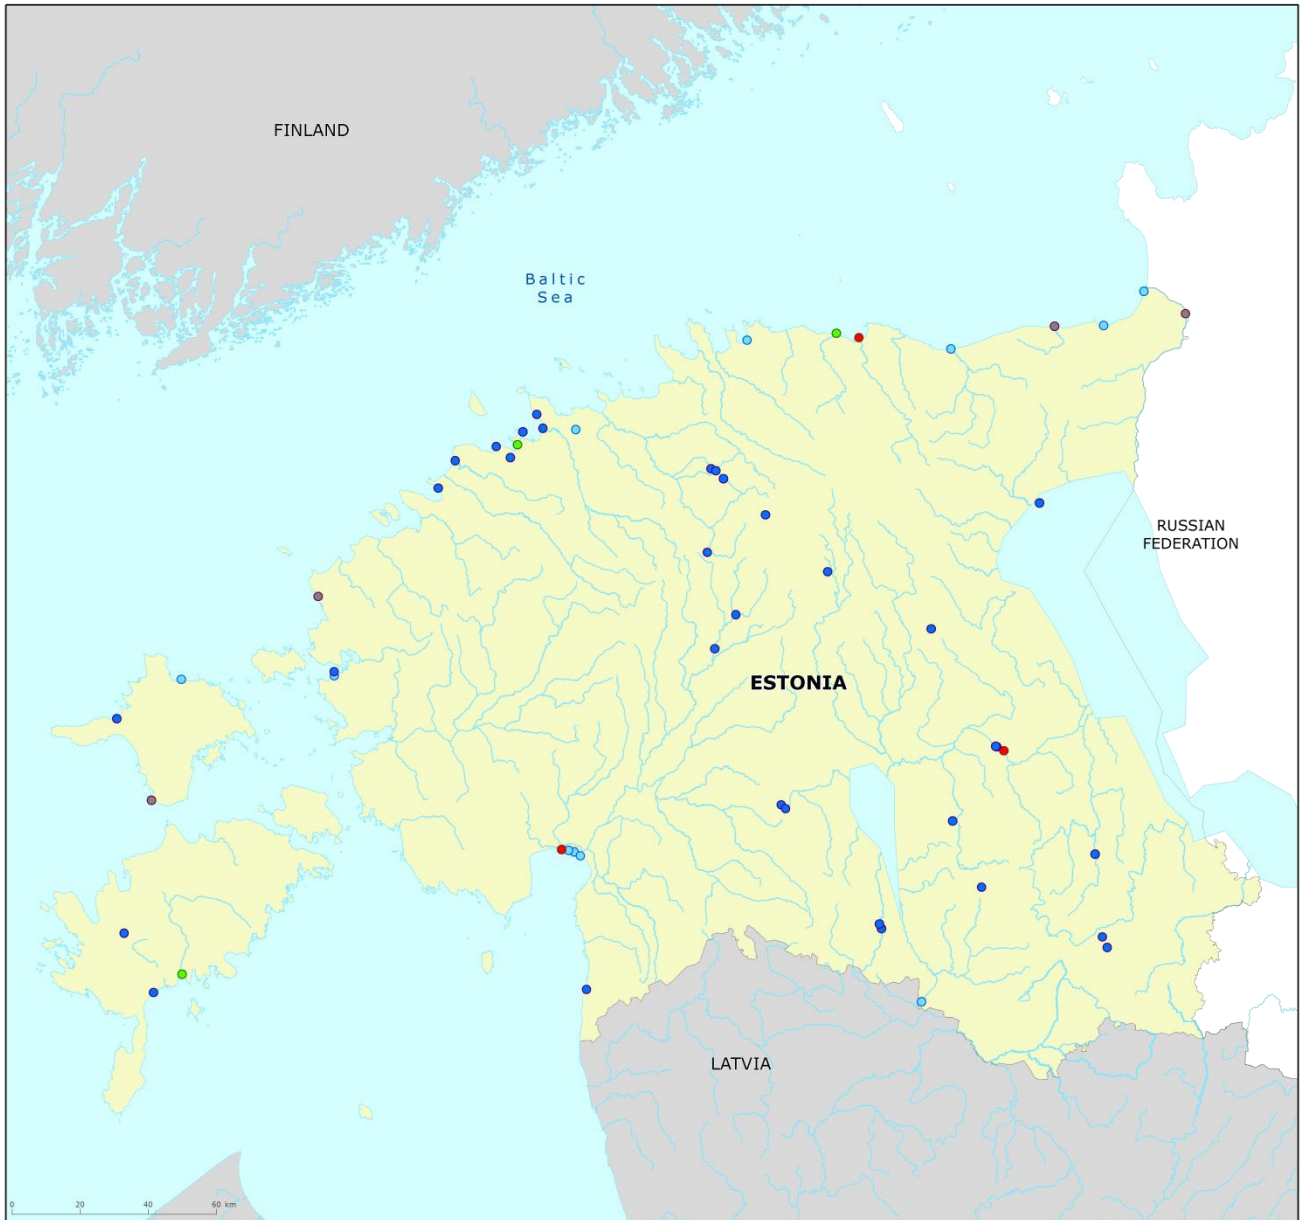 FINLAND
Baltic
Sea
RUSSIAN
FEDERATION
ESTONIA
LATVIA
0 20 40 60 km